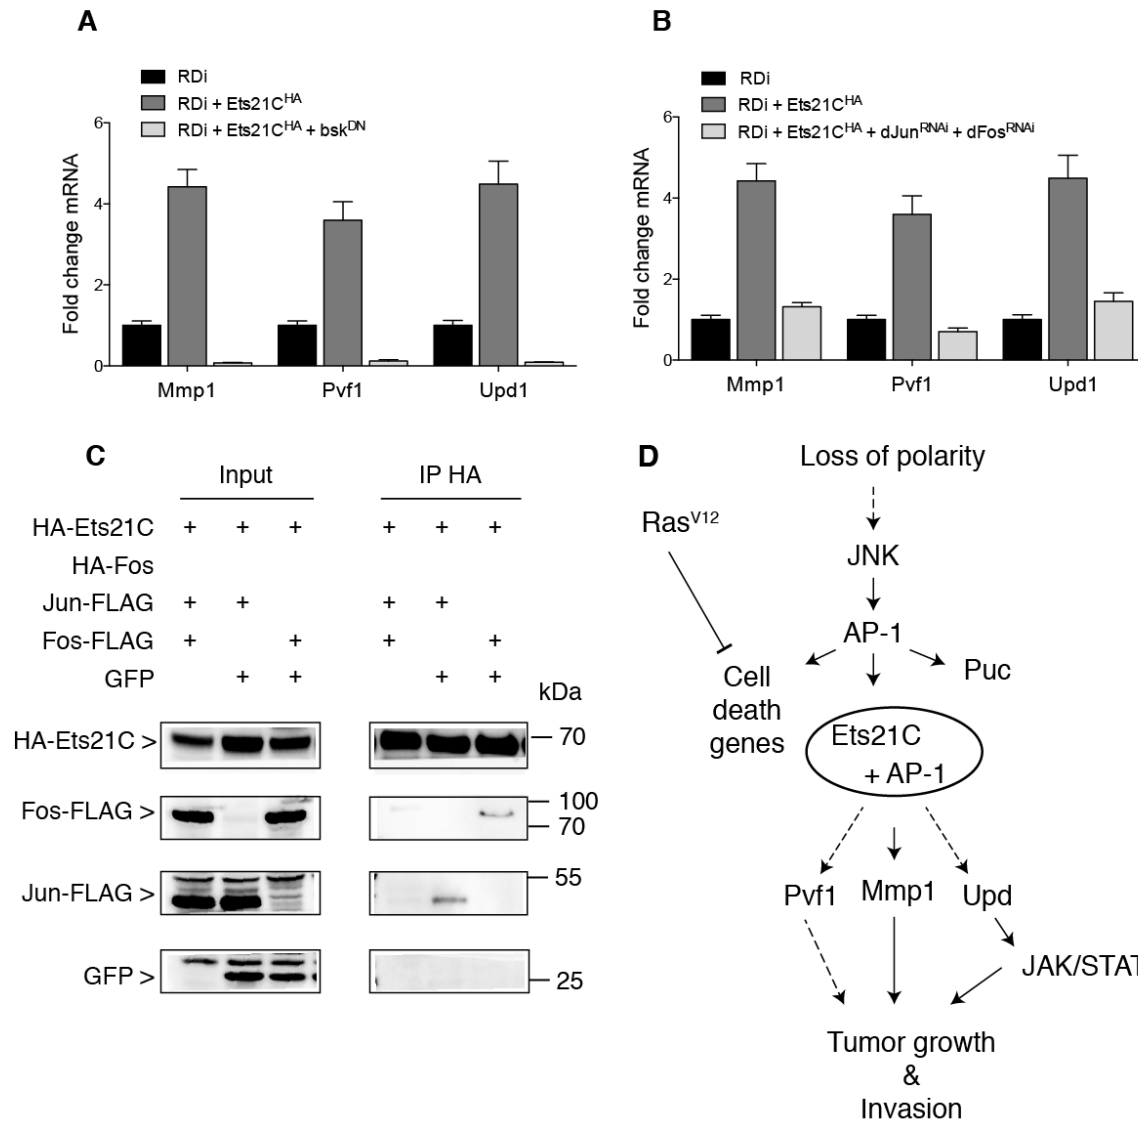 A
RDi
RDi + Ets21C^HA
RDi + Ets21C^HA + bsk^DN
Fold change mRNA
6
4
2
0
Mmp1 Pvf1 Upd1
B
RDi
RDi + Ets21C^HA
RDi + Ets21C^HA + dJun^RNAi + dFos^RNAi
Fold change mRNA
6
4
2
0
Mmp1 Pvf1 Upd1
C
Input IP HA
HA-Ets21C + + + + + +
HA-Fos
Jun-FLAG + + + +
Fos-FLAG + + + +
GFP + + + +
kDa
HA-Ets21C > 70
Fos-FLAG > 100
70
Jun-FLAG > 55
GFP > 25
D
Loss of polarity
Ras^V12
JNK
AP-1
Cell
death
genes
Puc
Ets21C
+ AP-1
Pvf1 Mmp1 Upd
JAK/STAT
Tumor growth
&
Invasion